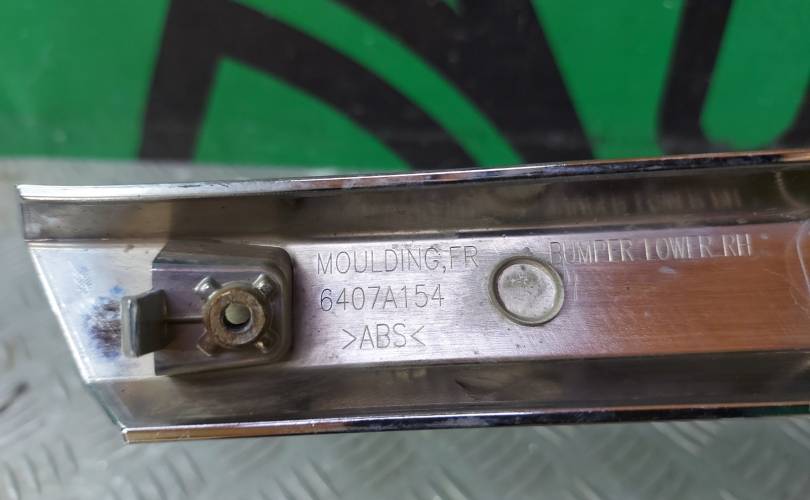 MOULDING,FR BUMPER LOWER RH
6407A154
>ABS<